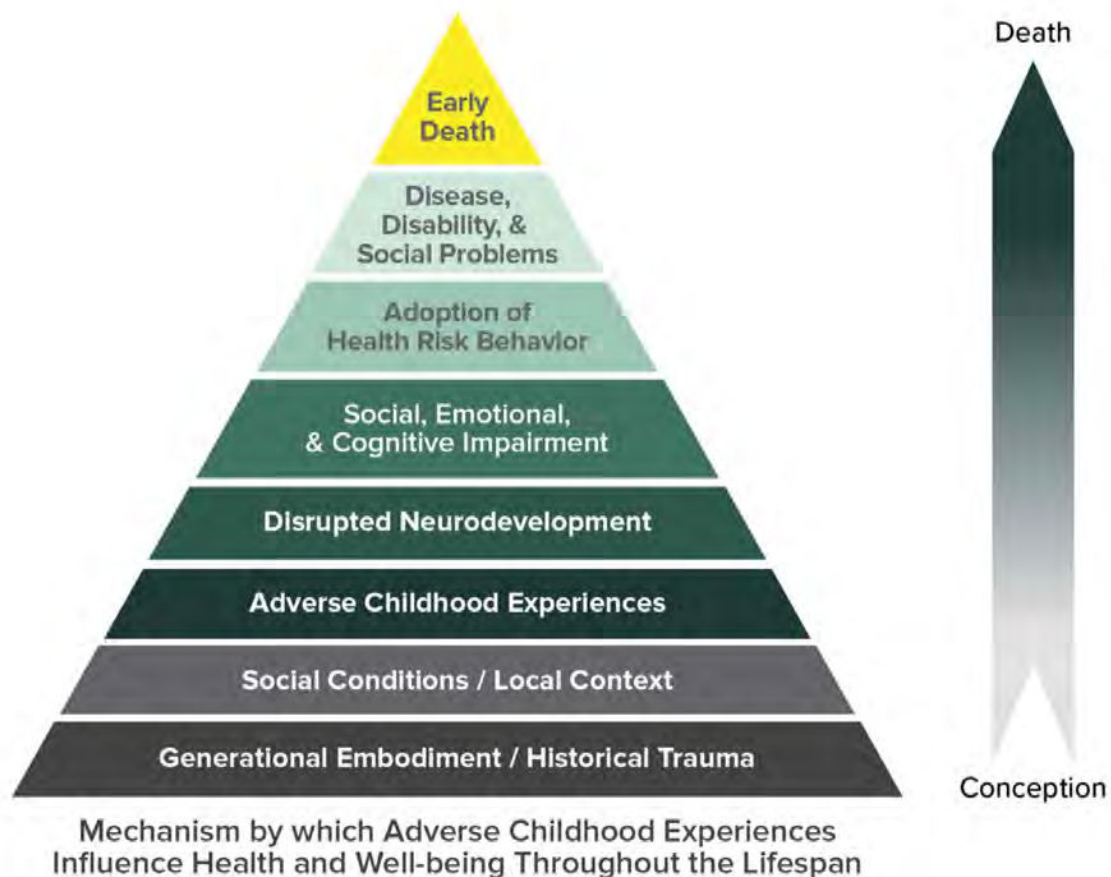 Death
Early
Death
Disease,
Disability, &
Social Problems
Adoption of
Health Risk Behavior
Social, Emotional,
& Cognitive Impairment
Disrupted Neurodevelopment
Adverse Childhood Experiences
Social Conditions / Local Context
Generational Embodiment / Historical Trauma
Conception
Mechanism by which Adverse Childhood Experiences
Influence Health and Well-being Throughout the Lifespan